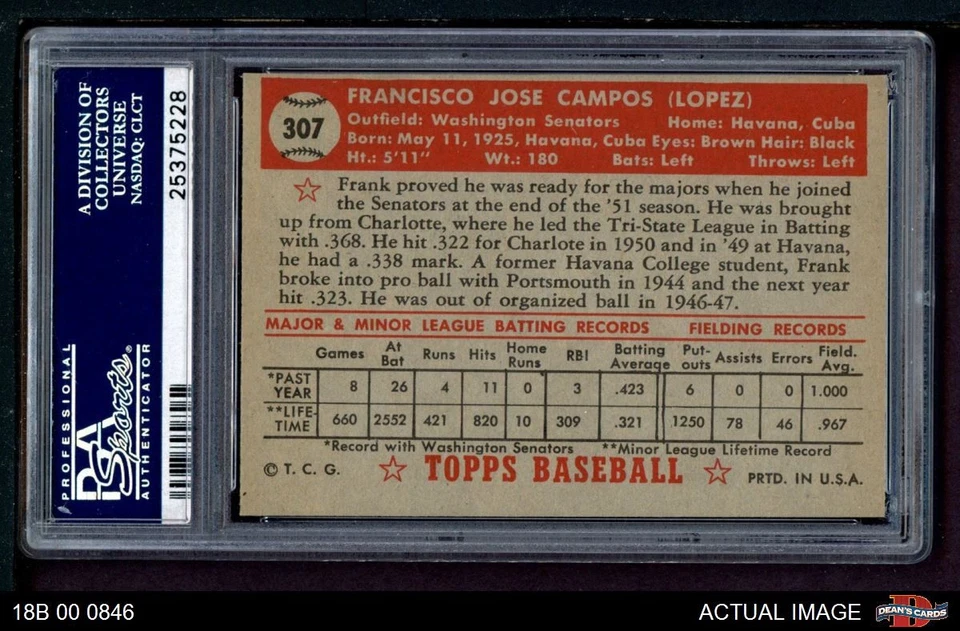 A DIVISION OF
COLLECTORS
UNIVERSE
NASDAQ: CLCT
25375228
PROFESSIONAL
PSA
Sports®
AUTHENTICATOR
307
FRANCISCO JOSE CAMPOS (LOPEZ)
Outfield: Washington Senators Home: Havana, Cuba
Born: May 11, 1925, Havana, Cuba Eyes: Brown Hair: Black
Ht.: 5'11" Wt.: 180 Bats: Left Throws: Left
Frank proved he was ready for the majors when he joined
the Senators at the end of the '51 season. He was brought
up from Charlotte, where he led the Tri-State League in Batting
with .368. He hit .322 for Charlote in 1950 and in '49 at Havana,
he had a .338 mark. A former Havana College student, Frank
broke into pro ball with Portsmouth in 1944 and the next year
hit .323. He was out of organized ball in 1946-47.
MAJOR & MINOR LEAGUE BATTING RECORDS FIELDING RECORDS
Games At Bat Runs Hits Home Runs RBI Batting Average Put-outs Assists Errors Field. Avg.
*PAST YEAR 8 26 4 11 0 3 .423 6 0 0 1.000
**LIFE-TIME 660 2552 421 820 10 309 .321 1250 78 46 .967
*Record with Washington Senators **Minor League Lifetime Record
© T. C. G. ☆ TOPPS BASEBALL ☆ PRTD. IN U.S.A.
18B 00 0846
ACTUAL IMAGE
D
DEAN'S CARDS